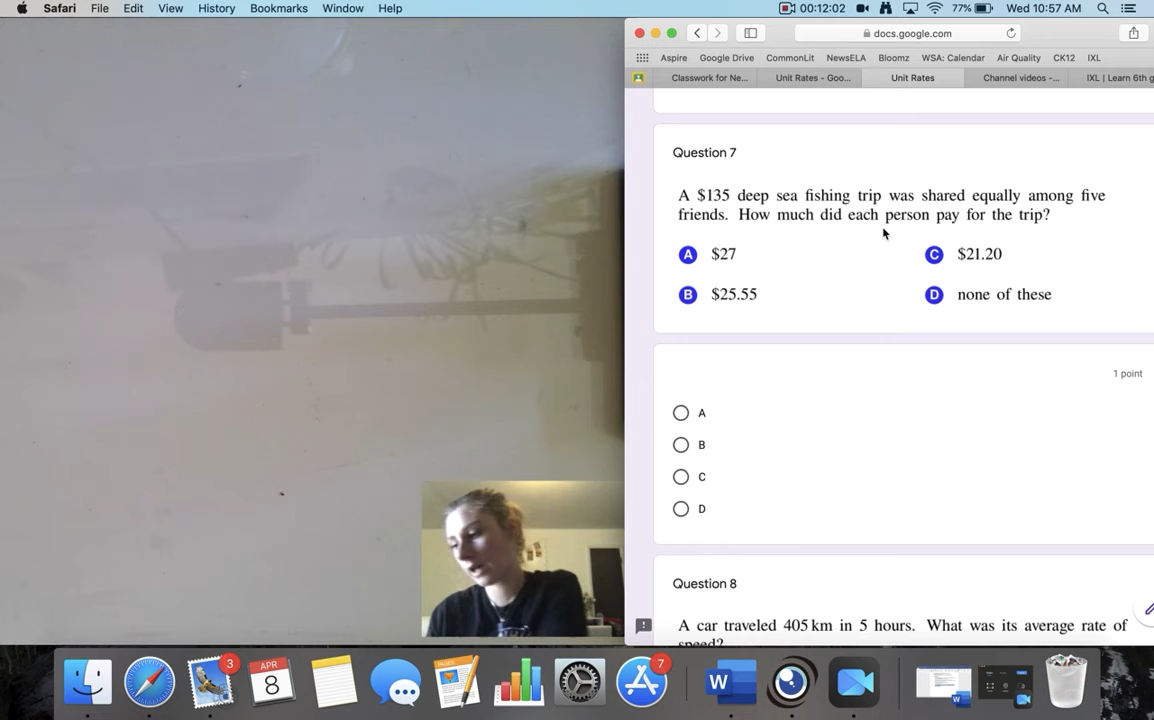 Safari File Edit View History Bookmarks Window Help 00:12:02 77% Wed 10:57 AM
docs.google.com
Aspire Google Drive CommonLit NewsELA Bloomz WSA: Calendar Air Quality CK12 IXL
Classwork for Ne... Unit Rates - Goo... Unit Rates Channel videos -... IXL | Learn 6th g
Question 7
A $135 deep sea fishing trip was shared equally among five
friends. How much did each person pay for the trip?
A $27 C $21.20
B $25.55 D none of these
1 point
A
B
C
D
Question 8
A car traveled 405 km in 5 hours. What was its average rate of
speed?
3 APR 8 PAGES 7 W